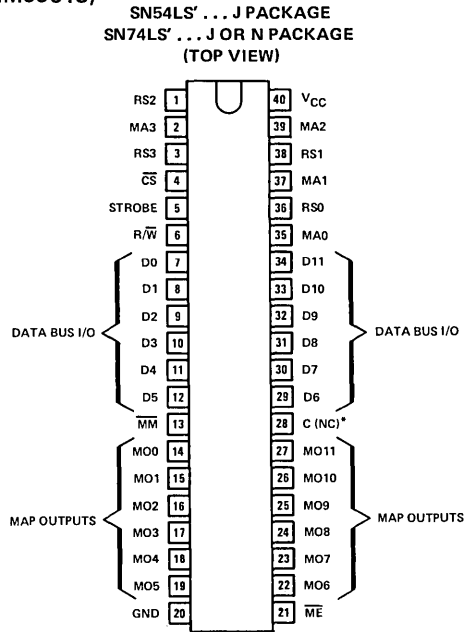 SN54LS' . . . J PACKAGE
SN74LS' . . . J OR N PACKAGE
(TOP VIEW)
RS2 1 40 VCC
MA3 2 39 MA2
RS3 3 38 RS1
CS 4 37 MA1
STROBE 5 36 RS0
R/W 6 35 MA0
D0 7 34 D11
D1 8 33 D10
D2 9 32 D9
DATA BUS I/O D3 10 31 D8 DATA BUS I/O
D4 11 30 D7
D5 12 29 D6
MM 13 28 C (NC)*
MO0 14 27 MO11
MO1 15 26 MO10
MO2 16 25 MO9
MAP OUTPUTS MO3 17 24 MO8 MAP OUTPUTS
MO4 18 23 MO7
MO5 19 22 MO6
GND 20 21 ME